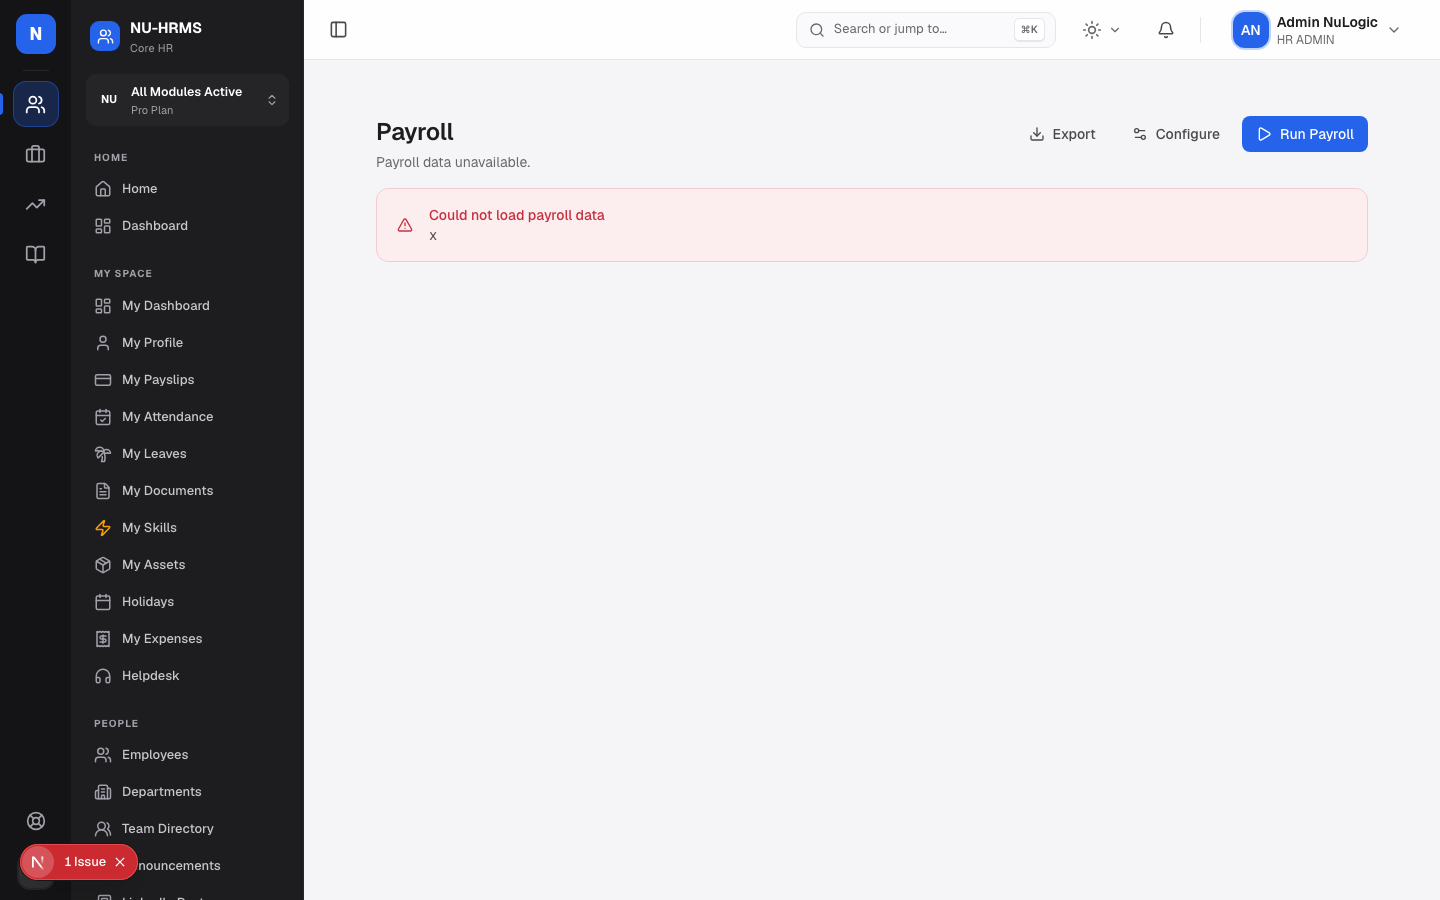 N
NU-HRMS
Core HR
NU
All Modules Active
Pro Plan
HOME
Home
Dashboard
MY SPACE
My Dashboard
My Profile
My Payslips
My Attendance
My Leaves
My Documents
My Skills
My Assets
Holidays
My Expenses
Helpdesk
PEOPLE
Employees
Departments
Team Directory
nouncements
N
1 Issue
Search or jump to...
⌘K
AN
Admin NuLogic
HR ADMIN
Payroll
Payroll data unavailable.
Export
Configure
Run Payroll
Could not load payroll data
x